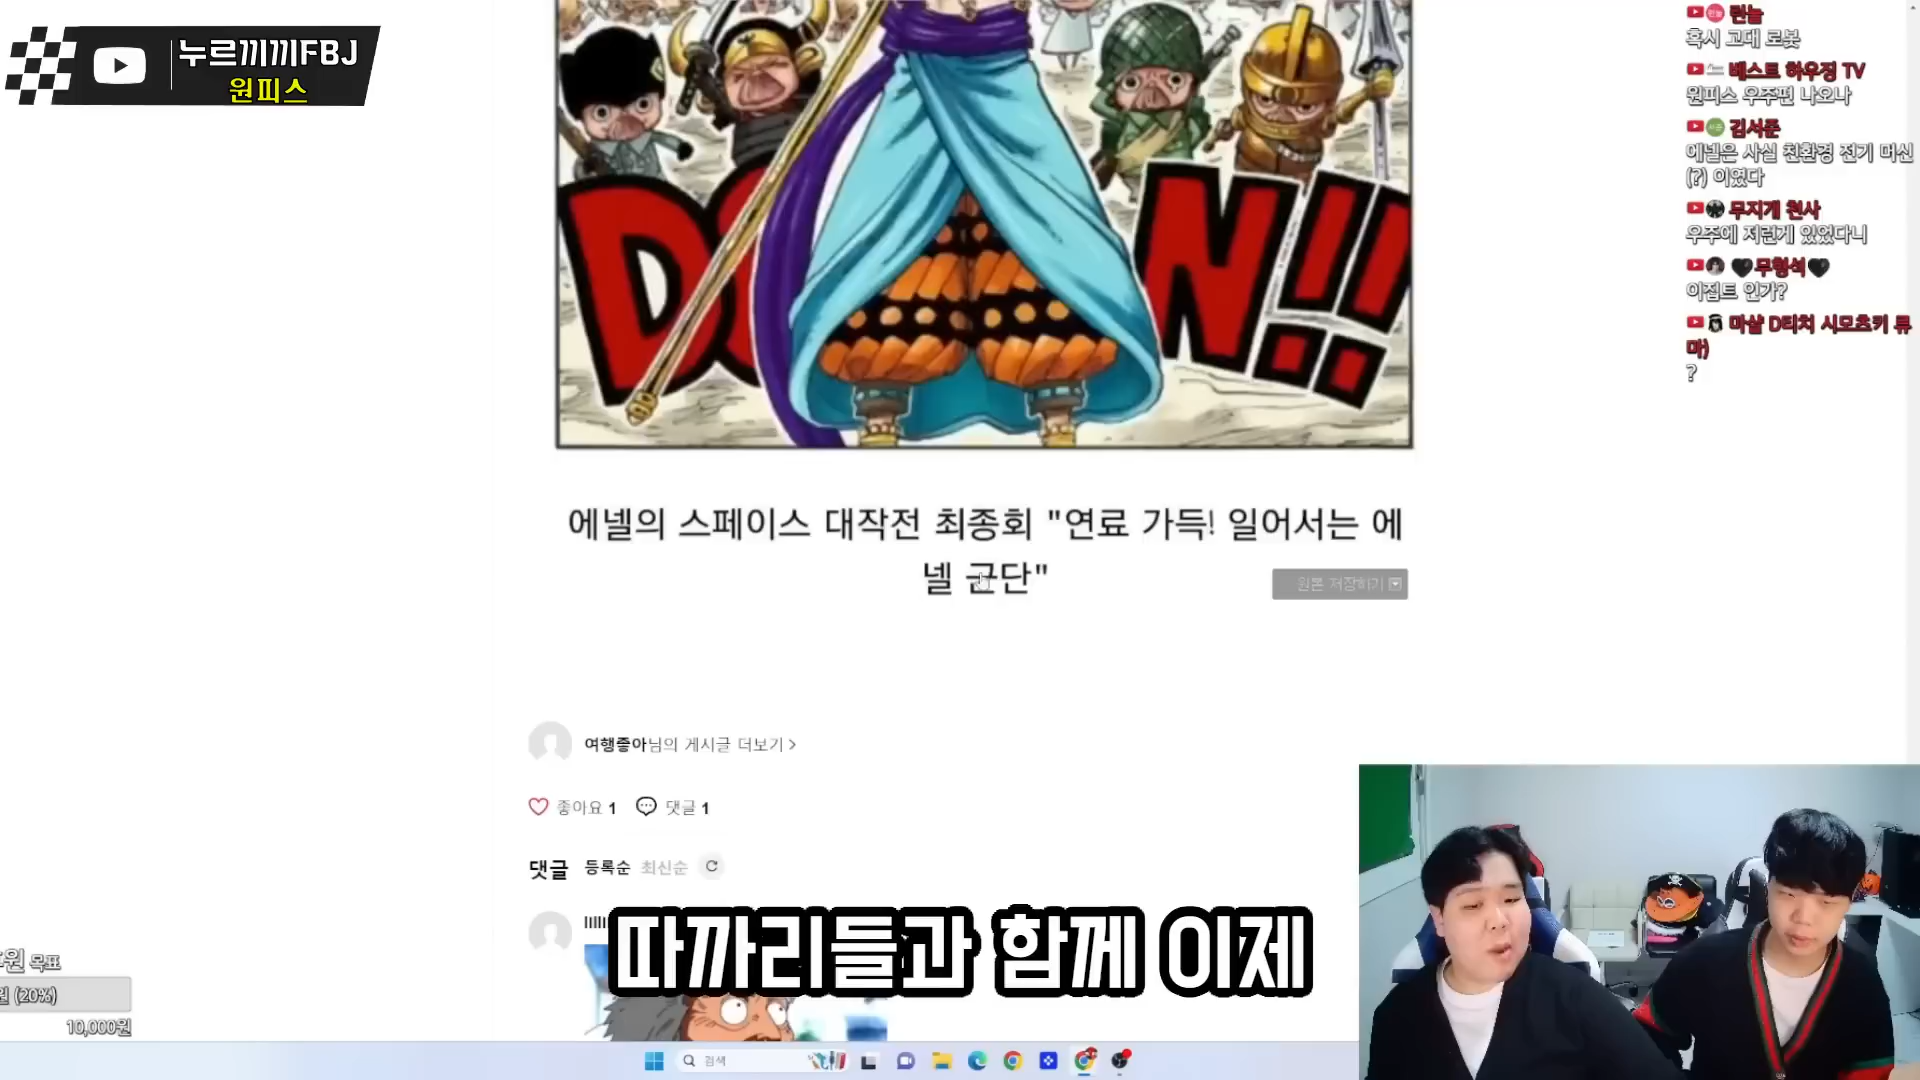 누르끼끼FBJ
원피스
DON!!
에넬의 스페이스 대작전 최종회 "연료 가득! 일어서는 에
넬 군단"
원본 저장하기
여행좋아님의 게시글 더보기 >
좋아요 1 댓글 1
댓글 등록순 최신순
따까리들과 함께 이제
목표
(20%)
10,000원
검색
린늘
혹시 고대 로봇
베스트 하우징 TV
원피스 우주편 나오나
김서준
에넬은 사실 친환경 전기 머신
(?) 이였다
무지개 천사
우주에 저런게 있었다니
🖤무형석🖤
이집트 인가?
마샬 D티치 시모츠키 류
마)
?